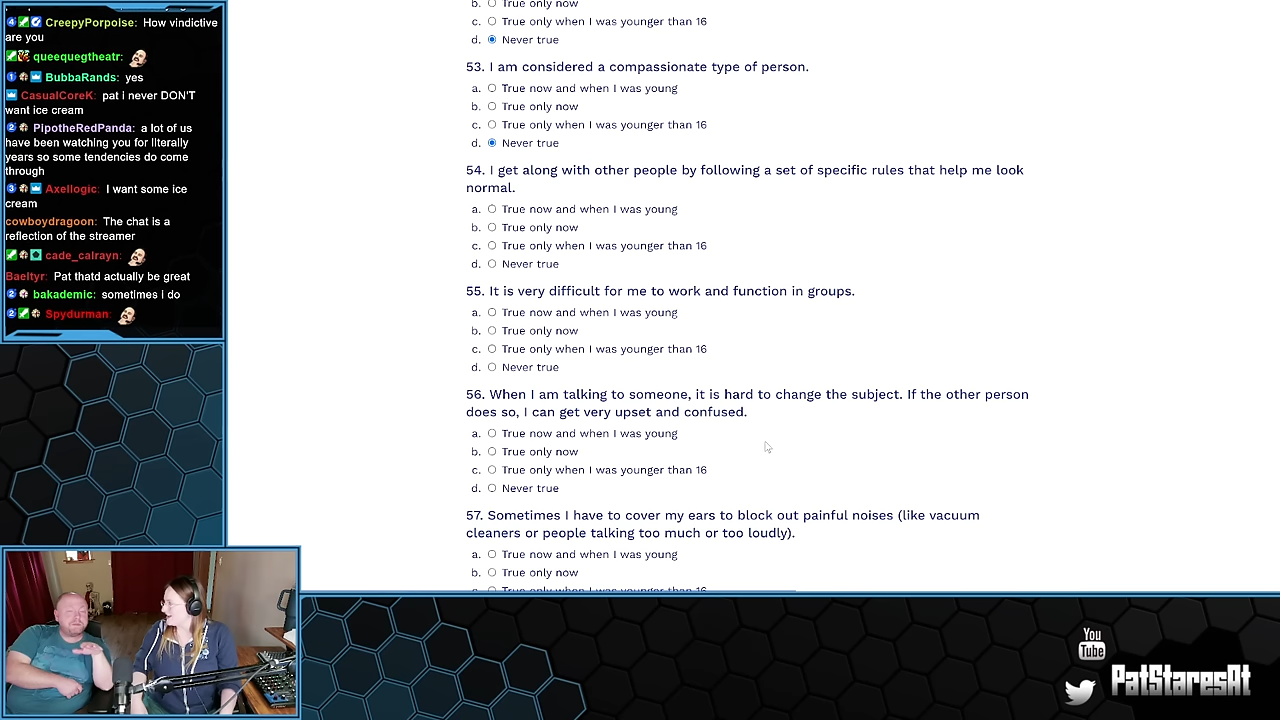 CreepyPorpoise: How vindictive
are you
queequegtheatr:
BubbaRands: yes
CasualCoreK: pat i never DON'T
want ice cream
PipotheRedPanda: a lot of us
have been watching you for literally
years so some tendencies do come
through
Axellogic: I want some ice
cream
cowboydragoon: The chat is a
reflection of the streamer
cade_calrayn:
Baeltyr: Pat thatd actually be great
bakademic: sometimes I do
Spydurman:
b. True only now
c. True only when I was younger than 16
d. Never true
53. I am considered a compassionate type of person.
a. True now and when I was young
b. True only now
c. True only when I was younger than 16
d. Never true
54. I get along with other people by following a set of specific rules that help me look
normal.
a. True now and when I was young
b. True only now
c. True only when I was younger than 16
d. Never true
55. It is very difficult for me to work and function in groups.
a. True now and when I was young
b. True only now
c. True only when I was younger than 16
d. Never true
56. When I am talking to someone, it is hard to change the subject. If the other person
does so, I can get very upset and confused.
a. True now and when I was young
b. True only now
c. True only when I was younger than 16
d. Never true
57. Sometimes I have to cover my ears to block out painful noises (like vacuum
cleaners or people talking too much or too loudly).
a. True now and when I was young
b. True only now
c. True only when I was younger than 16
You
Tube
PatStaresAt